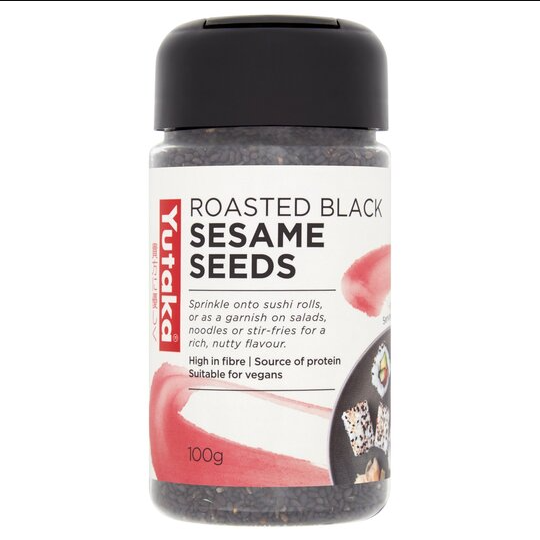 Yutaka®
ROASTED BLACK
SESAME
SEEDS
Sprinkle onto sushi rolls,
or as a garnish on salads,
noodles or stir-fries for a
rich, nutty flavour.
High in fibre | Source of protein
Suitable for vegans
100g